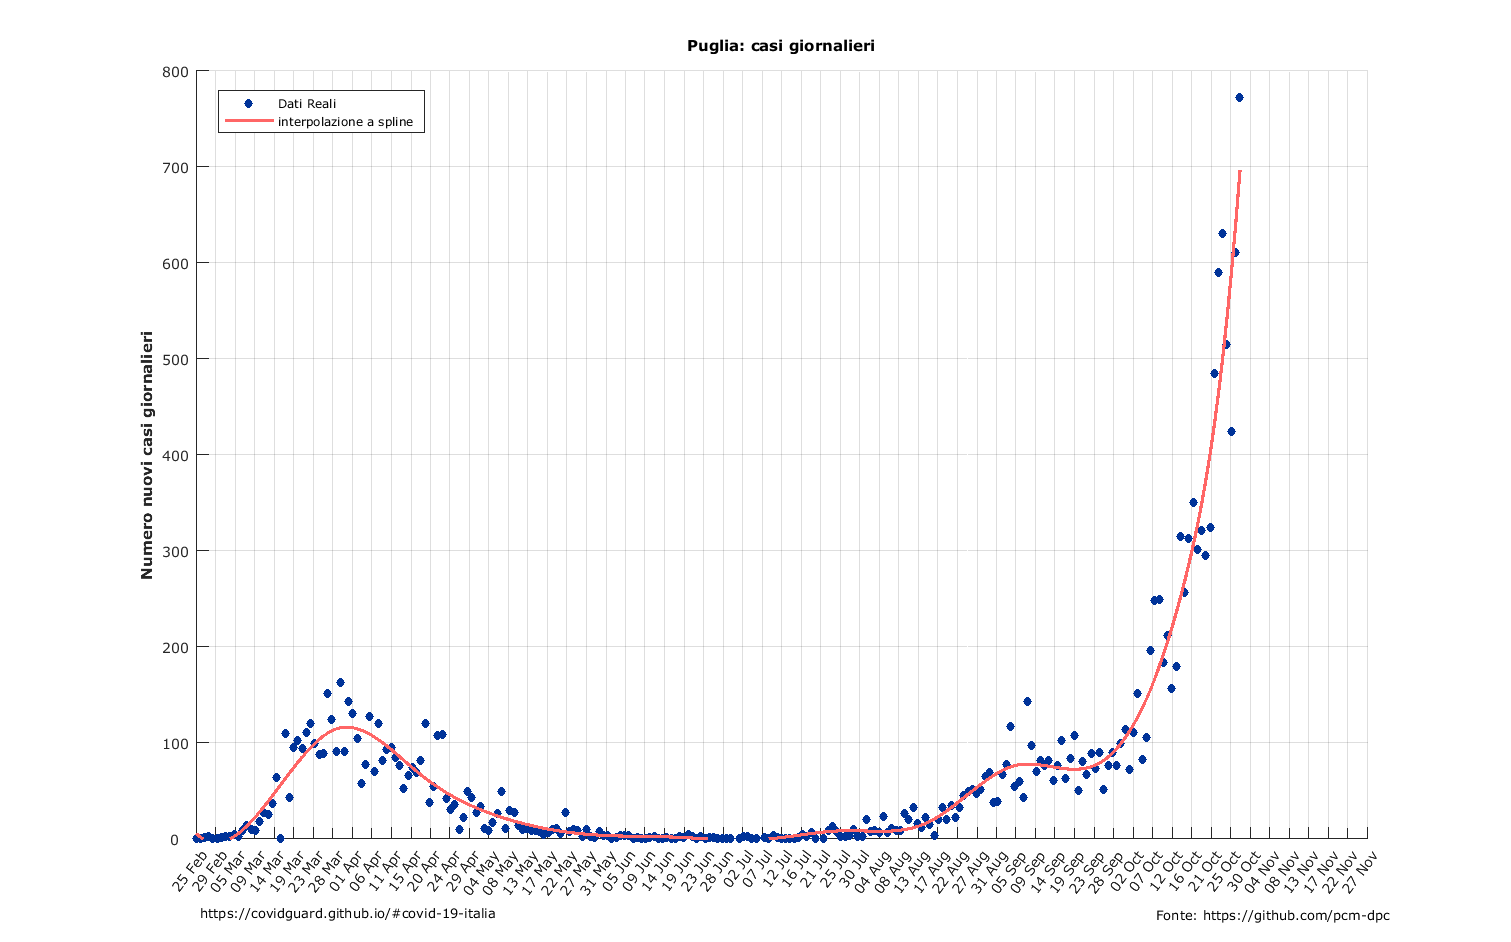 Puglia: casi giornalieri
Dati Reali
interpolazione a spline
Numero nuovi casi giornalieri
800
700
600
500
400
300
200
100
0
25 Feb
29 Feb
05 Mar
09 Mar
14 Mar
19 Mar
23 Mar
28 Mar
01 Apr
06 Apr
11 Apr
15 Apr
20 Apr
24 Apr
29 Apr
04 May
08 May
13 May
17 May
22 May
27 May
31 May
05 Jun
09 Jun
14 Jun
19 Jun
23 Jun
28 Jun
02 Jul
07 Jul
12 Jul
16 Jul
21 Jul
25 Jul
30 Jul
04 Aug
08 Aug
13 Aug
17 Aug
22 Aug
27 Aug
31 Aug
05 Sep
09 Sep
14 Sep
19 Sep
23 Sep
28 Sep
02 Oct
07 Oct
12 Oct
16 Oct
21 Oct
25 Oct
30 Oct
04 Nov
08 Nov
13 Nov
17 Nov
22 Nov
27 Nov
https://covidguard.github.io/#covid-19-italia
Fonte: https://github.com/pcm-dpc